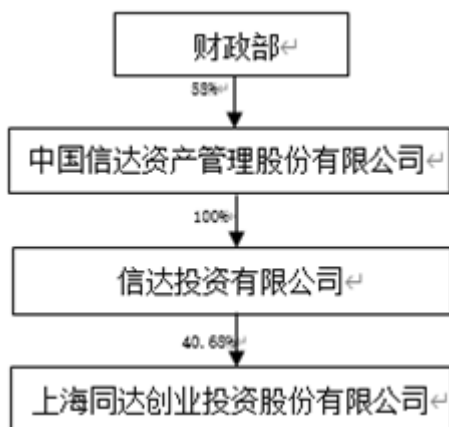 财政部
58%
中国信达资产管理股份有限公司
100%
信达投资有限公司
40.68%
上海同达创业投资股份有限公司